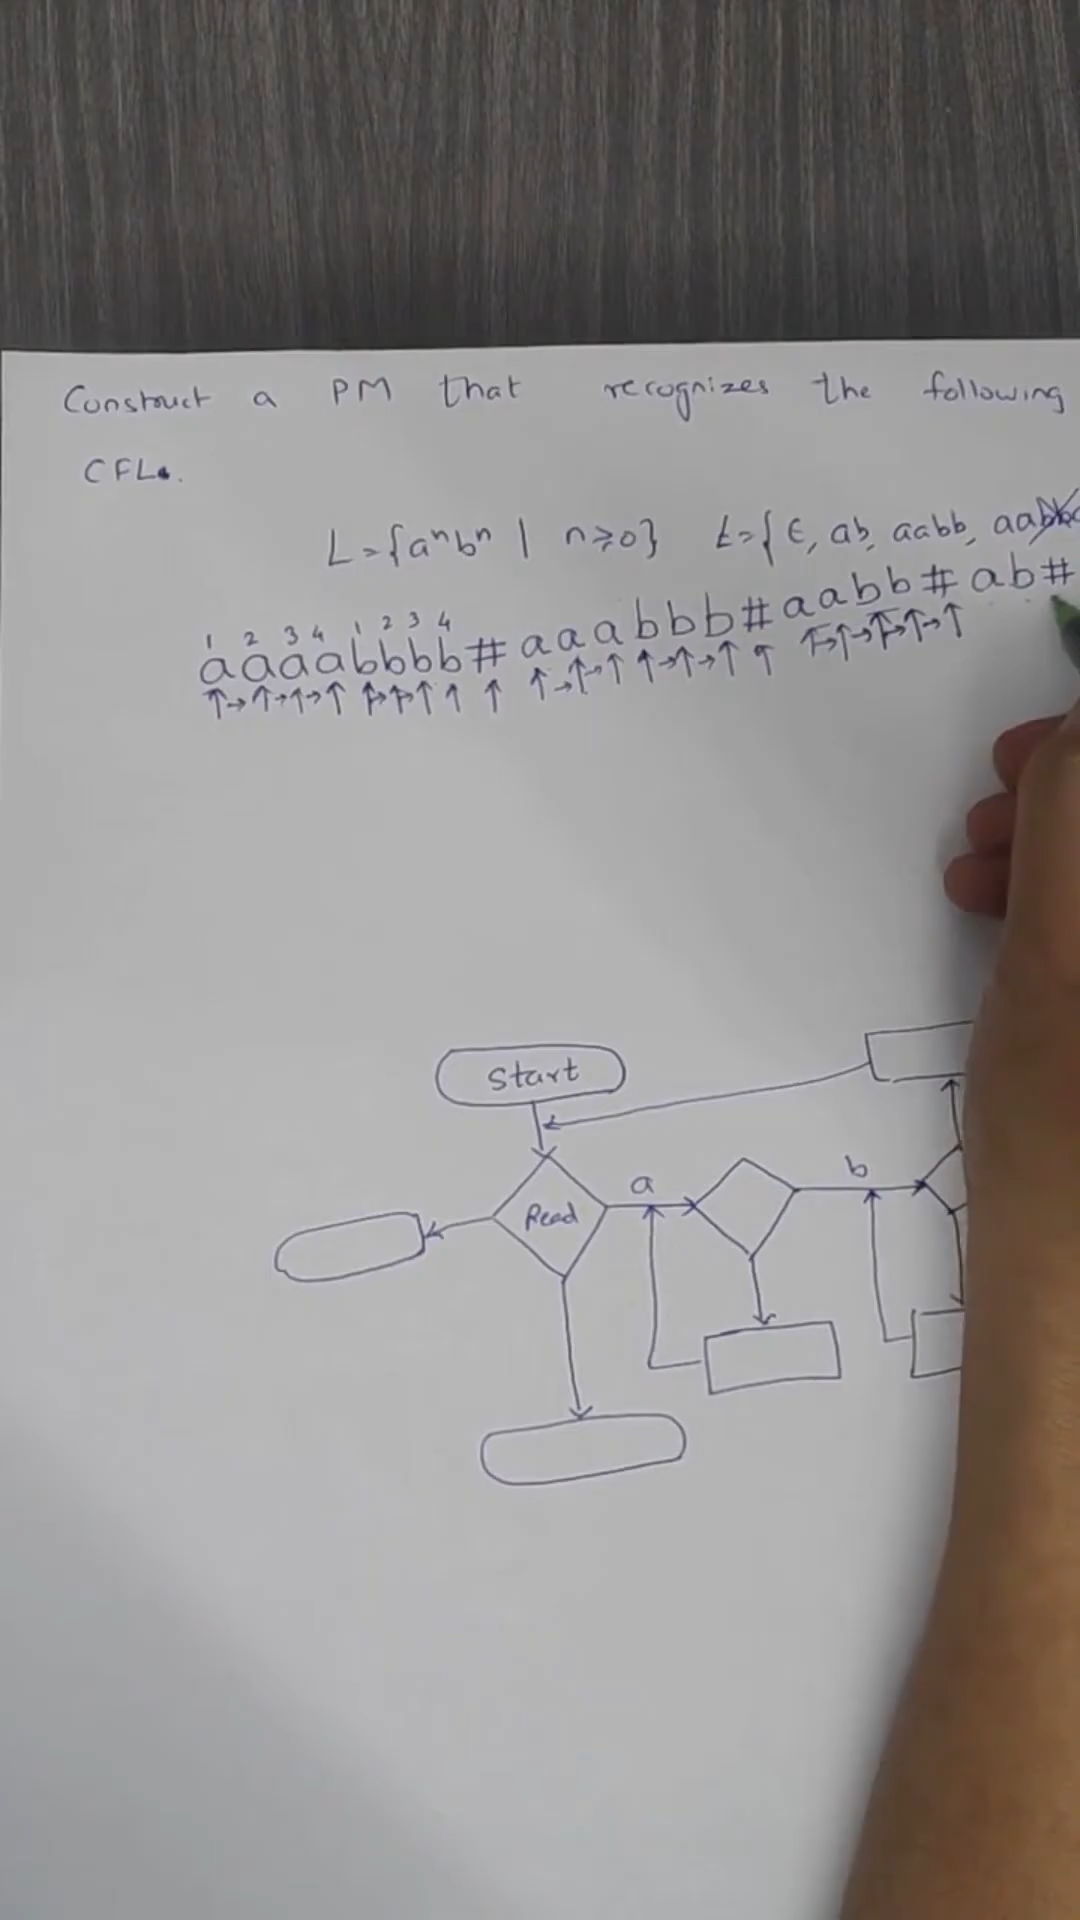 Construct a PM that recognizes the following
CFL.
L={aⁿbⁿ | n≥0} L={ϵ, ab, aabb,
1 2 3 4 1 2 3 4
aaaabbbb#aaabbb#aabb#ab#
Start
Read
a
b